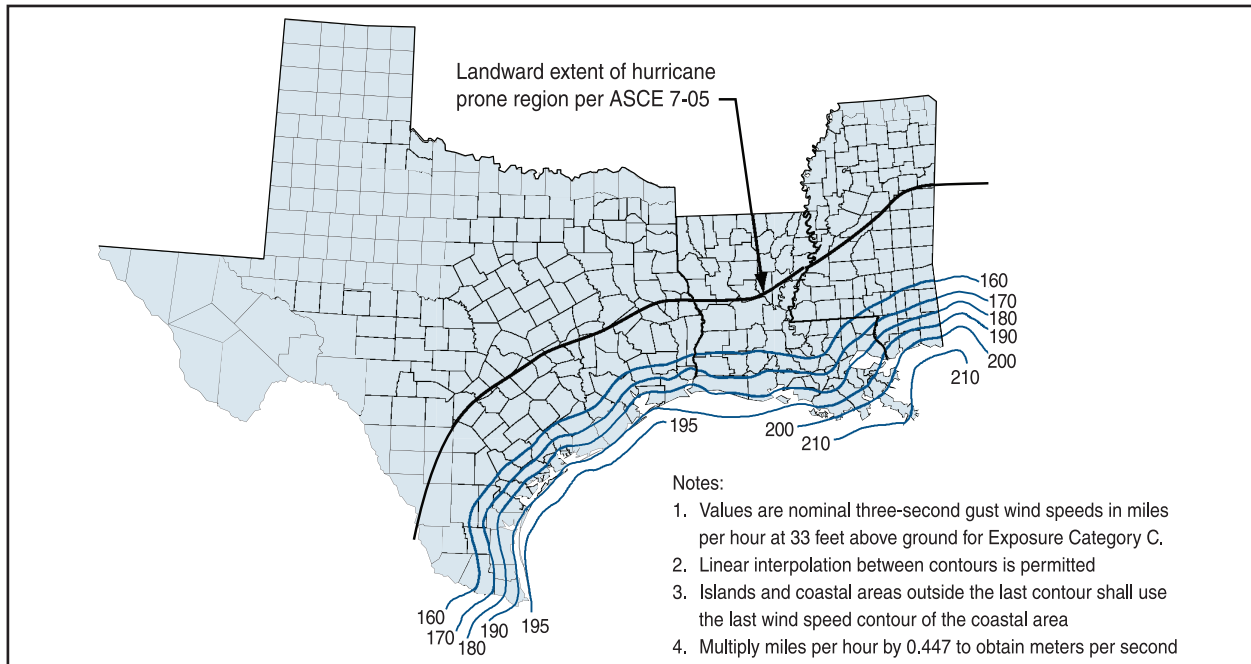 Landward extent of hurricane
prone region per ASCE 7-05
160
170
180
190
200
210
195
200
210
160
170
180
190
195
Notes:
1. Values are nominal three-second gust wind speeds in miles
per hour at 33 feet above ground for Exposure Category C.
2. Linear interpolation between contours is permitted
3. Islands and coastal areas outside the last contour shall use
the last wind speed contour of the coastal area
4. Multiply miles per hour by 0.447 to obtain meters per second